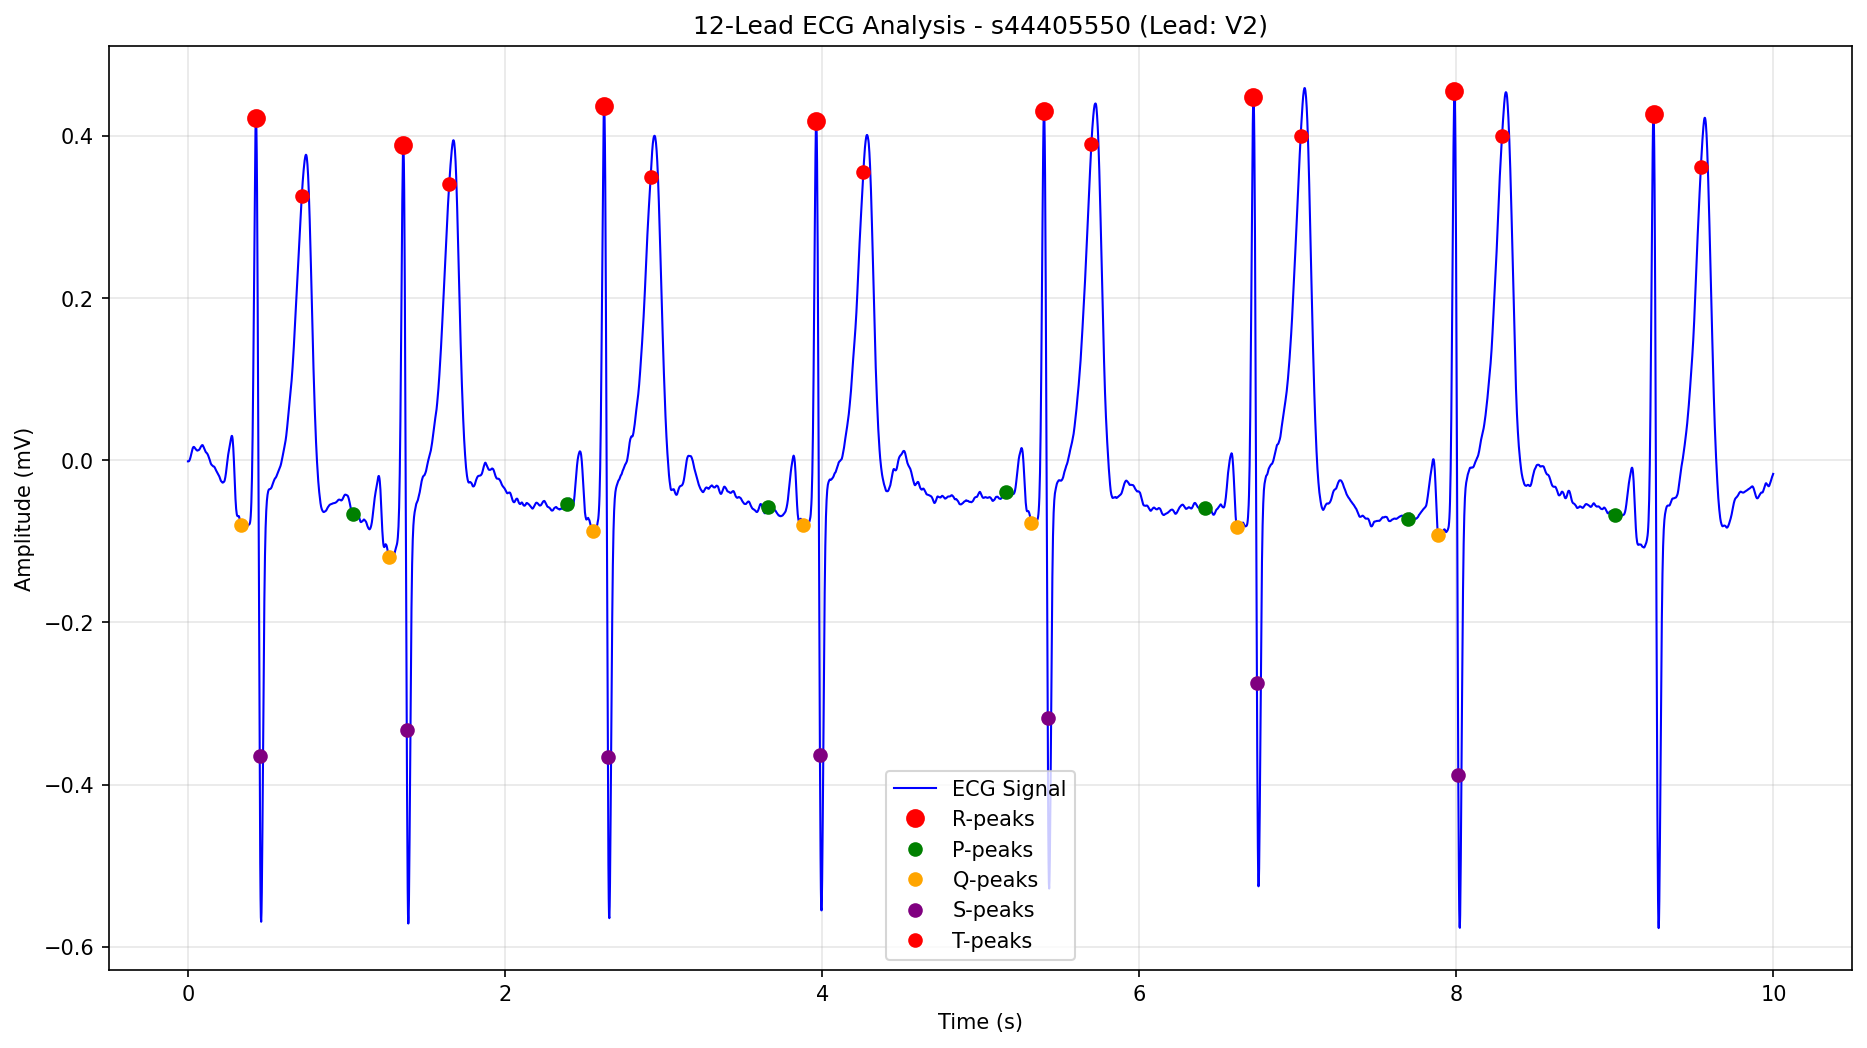 12-Lead ECG Analysis - s44405550 (Lead: V2)
Amplitude (mV)
0.4
0.2
0.0
−0.2
−0.4
−0.6
ECG Signal
R-peaks
P-peaks
Q-peaks
S-peaks
T-peaks
0 2 4 6 8 10
Time (s)